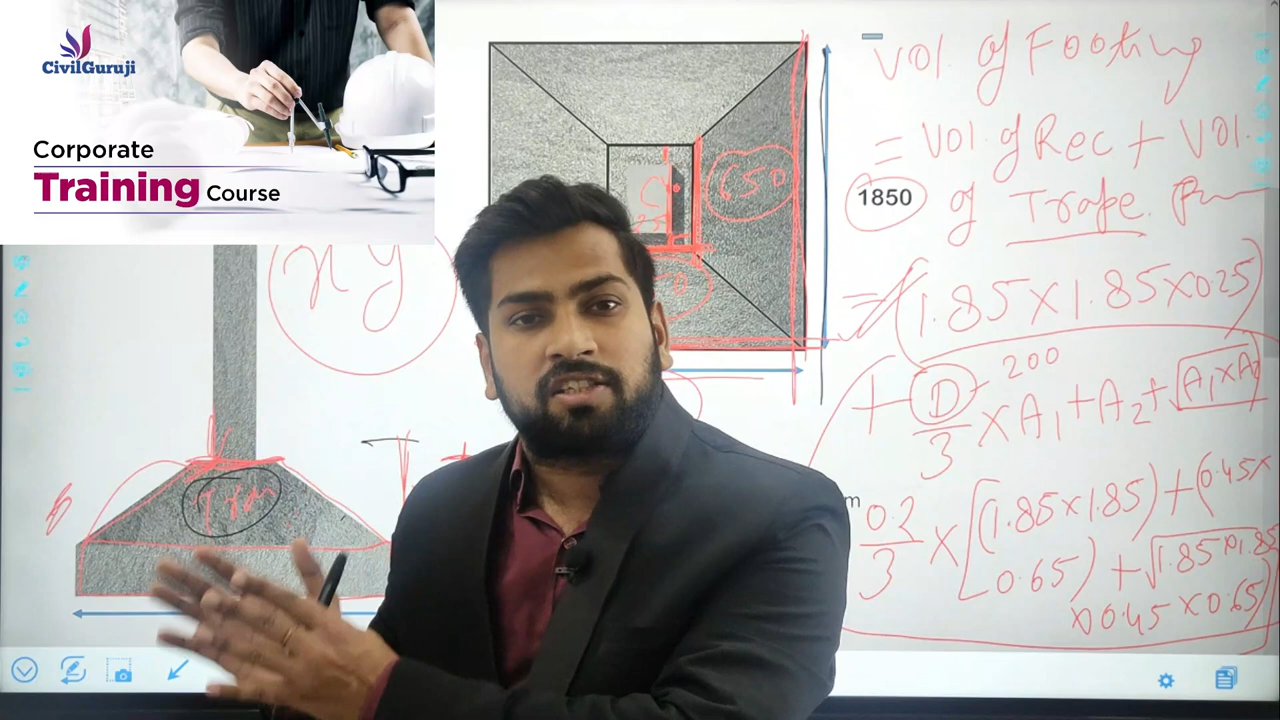 CivilGuruji
Corporate
Training Course
Vol. of Footing
= Vol. of Rec + Vol.
of Trape.
1850
650
= (1.85 X 1.85 X 0.25)
+ D - 200
3 X A1 + A2 + √A1 X A2
0.2
3 X [(1.85 X 1.85) + (0.45 X
0.65) + √1.85 X 1.85
X 0.45 X 0.65)
m